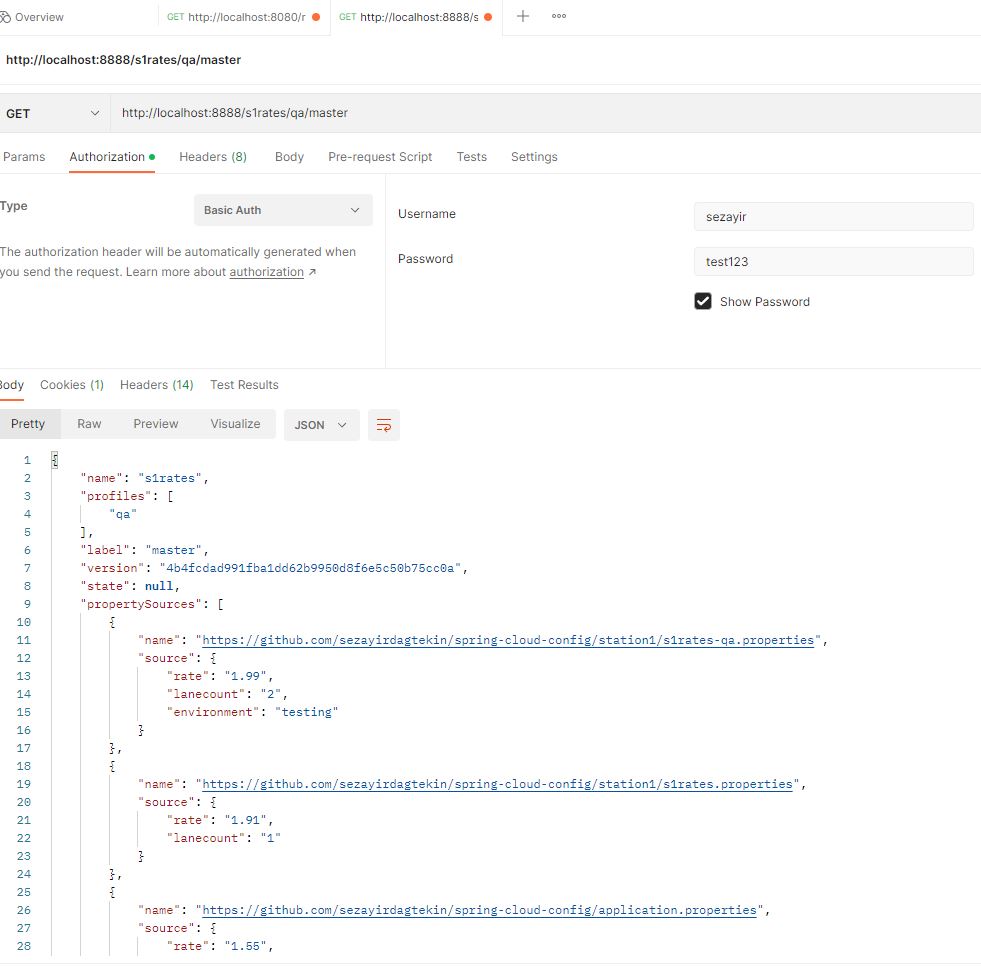 Overview
GET http://localhost:8080/r
GET http://localhost:8888/s
http://localhost:8888/s1rates/qa/master
GET
http://localhost:8888/s1rates/qa/master
Params Authorization Headers (8) Body Pre-request Script Tests Settings
Type
Basic Auth
The authorization header will be automatically generated when
you send the request. Learn more about authorization ↗
Username
sezayir
Password
test123
Show Password
Body Cookies (1) Headers (14) Test Results
Pretty Raw Preview Visualize JSON
1 {
2 "name": "s1rates",
3 "profiles": [
4 "qa"
5 ],
6 "label": "master",
7 "version": "4b4fcdad991fba1dd62b9950d8f6e5c50b75cc0a",
8 "state": null,
9 "propertySources": [
10 {
11 "name": "https://github.com/sezayirdagtekin/spring-cloud-config/station1/s1rates-qa.properties",
12 "source": {
13 "rate": "1.99",
14 "lanecount": "2",
15 "environment": "testing"
16 }
17 },
18 {
19 "name": "https://github.com/sezayirdagtekin/spring-cloud-config/station1/s1rates.properties",
20 "source": {
21 "rate": "1.91",
22 "lanecount": "1"
23 }
24 },
25 {
26 "name": "https://github.com/sezayirdagtekin/spring-cloud-config/application.properties",
27 "source": {
28 "rate": "1.55",